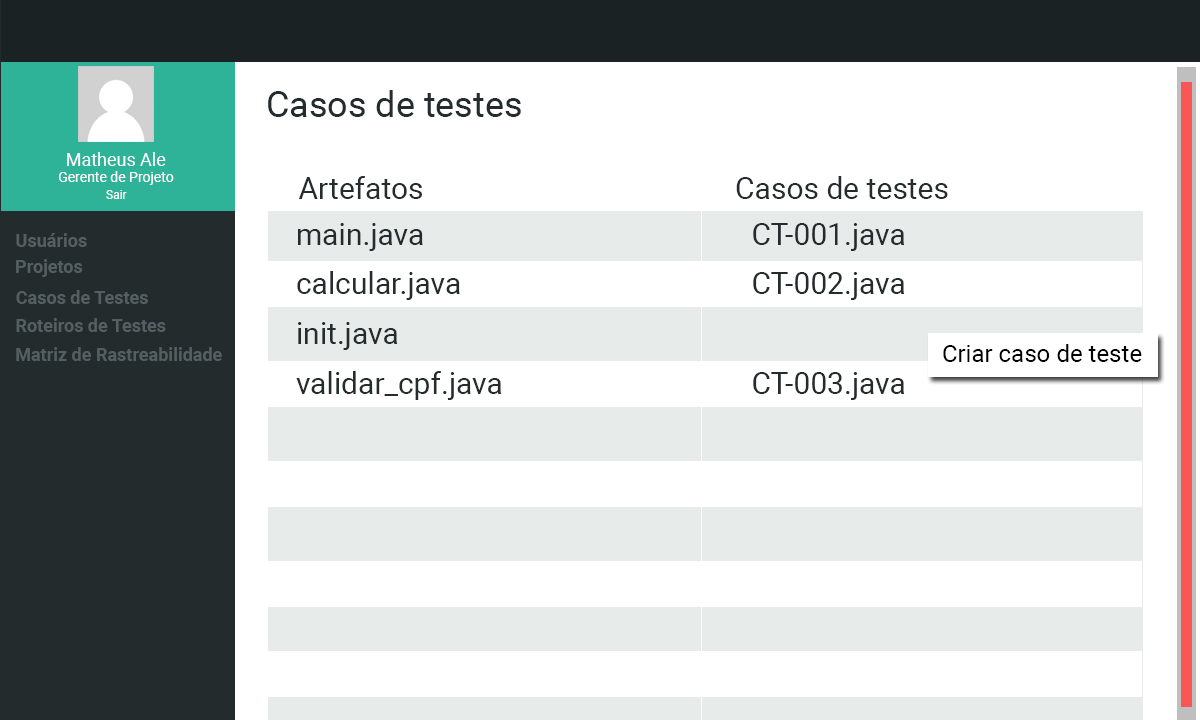 Matheus Ale
Gerente de Projeto
Sair
Usuários
Projetos
Casos de Testes
Roteiros de Testes
Matriz de Rastreabilidade
Casos de testes
Artefatos Casos de testes
main.java CT-001.java
calcular.java CT-002.java
init.java
Criar caso de teste
validar_cpf.java CT-003.java